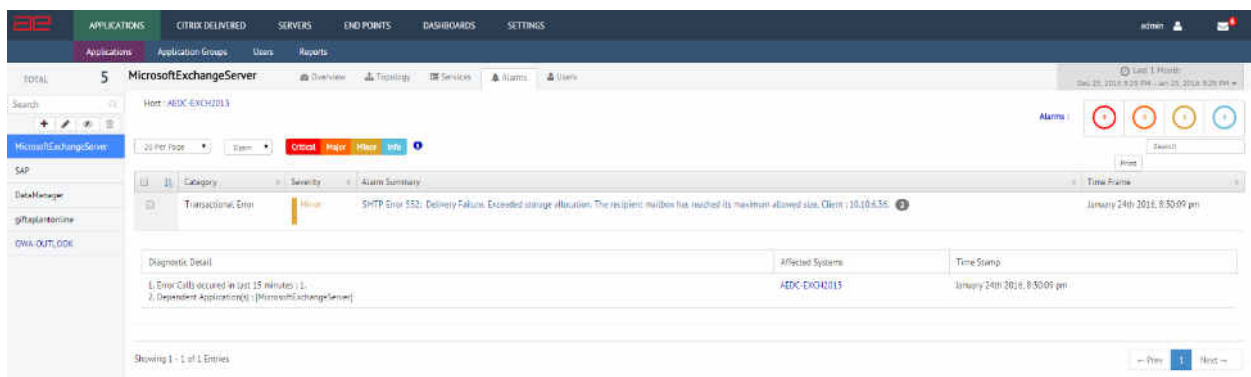 APPLICATIONS CITRIX DELIVERED SERVERS END POINTS DASHBOARDS SETTINGS admin
Applications Application Groups Users Reports
TOTAL 5 MicrosoftExchangeServer Overview Topology Services Alarms Users Last 1 Month
Search Host : AEDC-EXCH2013
Alarms :
MicrosoftExchangeServer 20 Per Page Critical Major Minor Info Search
SAP Print
Category Severity Alarm Summary Time Frame
DataManager Transactional Error Minor SMTP Error 552: Delivery Failure. Exceeded storage allocation. The recipient mailbox has reached its maximum allowed size. Client : 10.10.6.36. January 24th 2016, 8:50:09 pm
giftaplantonline
OWA-OUTLOOK
Diagnostic Detail Affected Systems Time Stamp
1. Error Calls occured in last 15 minutes : 1. AEDC-EXCH2013 January 24th 2016, 8:50:09 pm
2. Dependent Application(s) : [MicrosoftExchangeServer]
Showing 1 - 1 of 1 Entries ← Prev 1 Next →